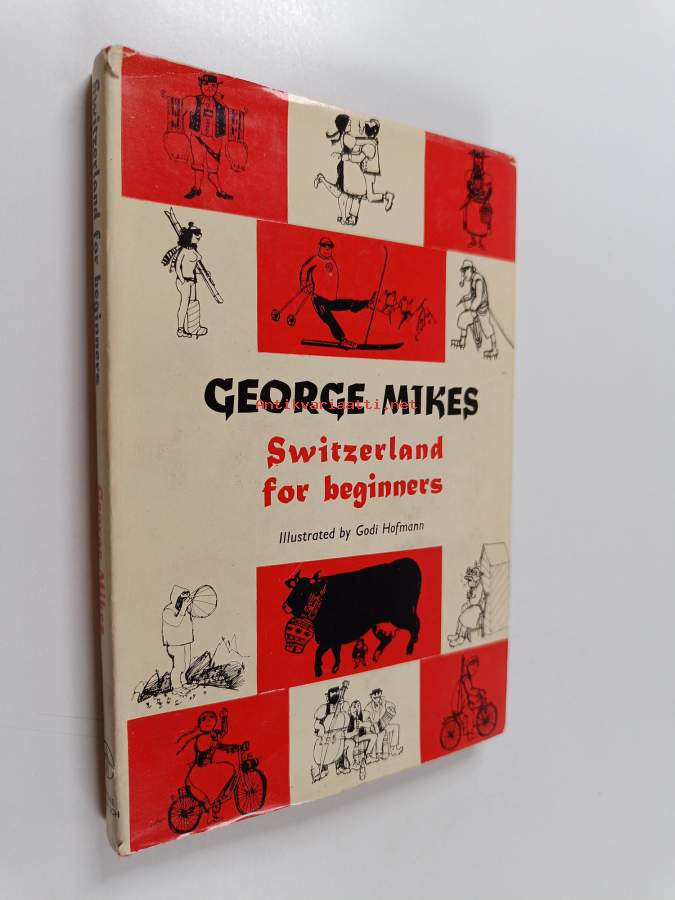 GEORGE MIKES
Antikvariaatti.net
Switzerland
for beginners
Illustrated by Godi Hofmann
Switzerland for beginners
George Mikes